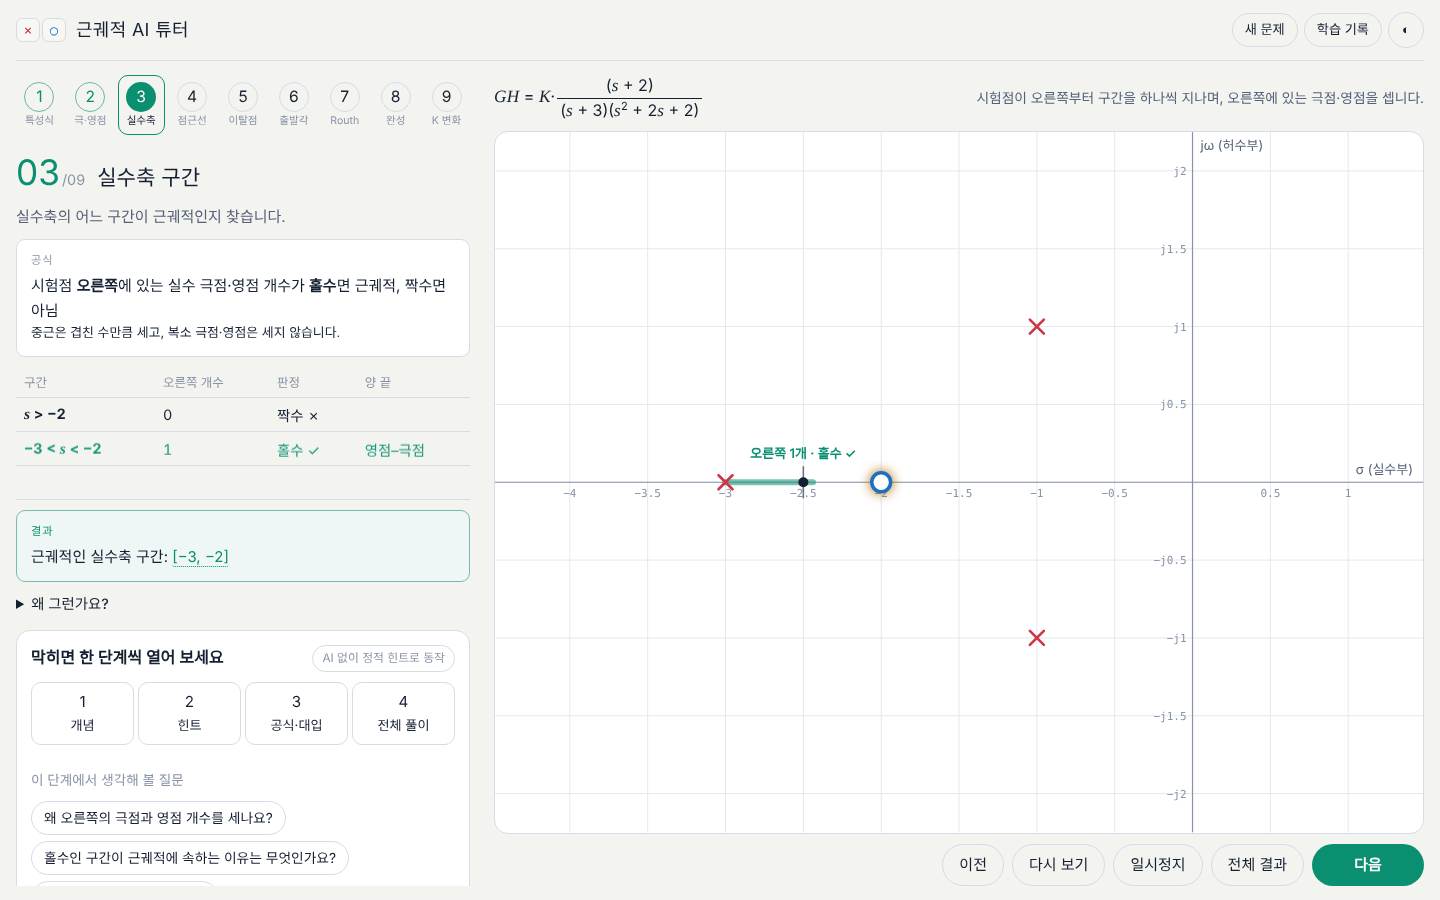 × ○ 근궤적 AI 튜터
새 문제
학습 기록
1 특성식
2 극·영점
3 실수축
4 점근선
5 이탈점
6 출발각
7 Routh
8 완성
9 K 변화
03 /09 실수축 구간
실수축의 어느 구간이 근궤적인지 찾습니다.
공식
시험점 오른쪽에 있는 실수 극점·영점 개수가 홀수면 근궤적, 짝수면
아님
중근은 겹친 수만큼 세고, 복소 극점·영점은 세지 않습니다.
구간 오른쪽 개수 판정 양 끝
s > −2 0 짝수 ×
−3 < s < −2 1 홀수 ✓ 영점–극점
결과
근궤적인 실수축 구간: [−3, −2]
▶ 왜 그런가요?
막히면 한 단계씩 열어 보세요
AI 없이 정적 힌트로 동작
1 개념
2 힌트
3 공식·대입
4 전체 풀이
이 단계에서 생각해 볼 질문
왜 오른쪽의 극점과 영점 개수를 세나요?
홀수인 구간이 근궤적에 속하는 이유는 무엇인가요?
GH = K· (s + 2) / (s + 3)(s² + 2s + 2)
시험점이 오른쪽부터 구간을 하나씩 지나며, 오른쪽에 있는 극점·영점을 셉니다.
jω (허수부)
j2
j1.5
j1
j0.5
오른쪽 1개 · 홀수 ✓
σ (실수부)
−4 −3.5 −3 −2.5 −2 −1.5 −1 −0.5 0.5 1
−j0.5
−j1
−j1.5
−j2
이전
다시 보기
일시정지
전체 결과
다음